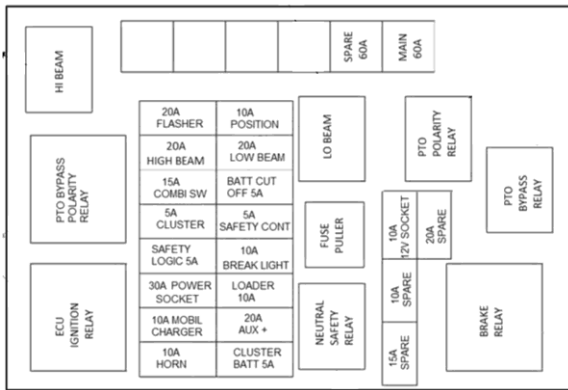 SPARE
60A
MAIN
60A
HI BEAM
20A
FLASHER
10A
POSITION
20A
HIGH BEAM
20A
LOW BEAM
15A
COMBI SW
BATT CUT
OFF 5A
5A
CLUSTER
5A
SAFETY CONT
SAFETY
LOGIC 5A
10A
BREAK LIGHT
30A POWER
SOCKET
LOADER
10A
10A MOBIL
CHARGER
20A
AUX +
10A
HORN
CLUSTER
BATT 5A
LO BEAM
PTO
POLARITY
RELAY
PTO BYPASS
POLARITY
RELAY
PTO
BYPASS
RELAY
FUSE
PULLER
10A
12V SOCKET
20A
SPARE
ECU
IGNITION
RELAY
NEUTRAL
SAFETY
RELAY
10A
SPARE
15A
SPARE
BRAKE
RELAY